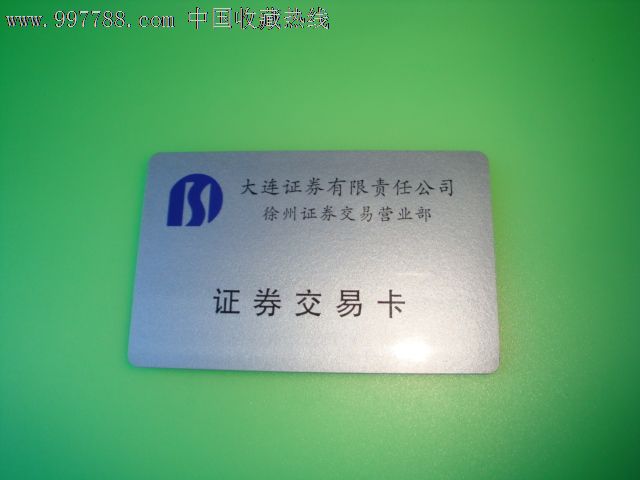 www.997788.com 中国收藏热线
大连证券有限责任公司
徐州证券交易营业部
证券交易卡